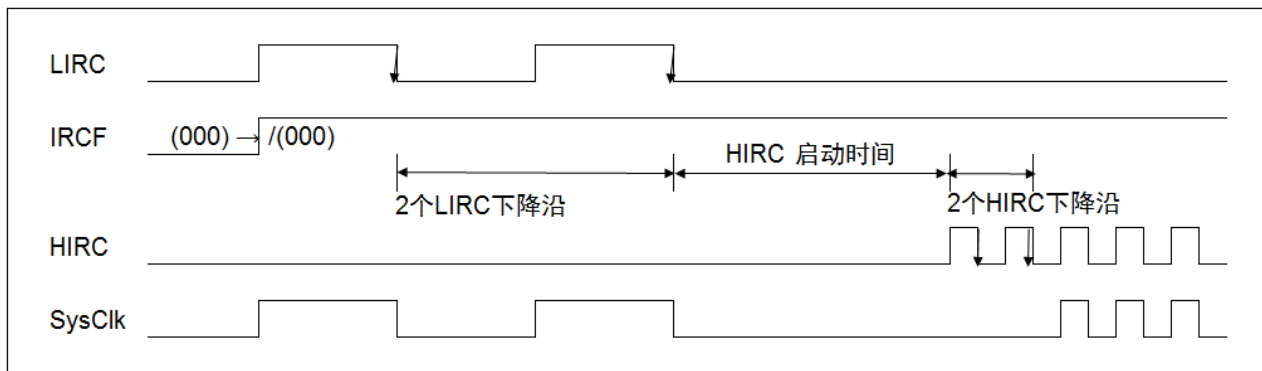 LIRC
IRCF (000) → /(000)
HIRC 启动时间
2个LIRC下降沿 2个HIRC下降沿
HIRC
SysClk